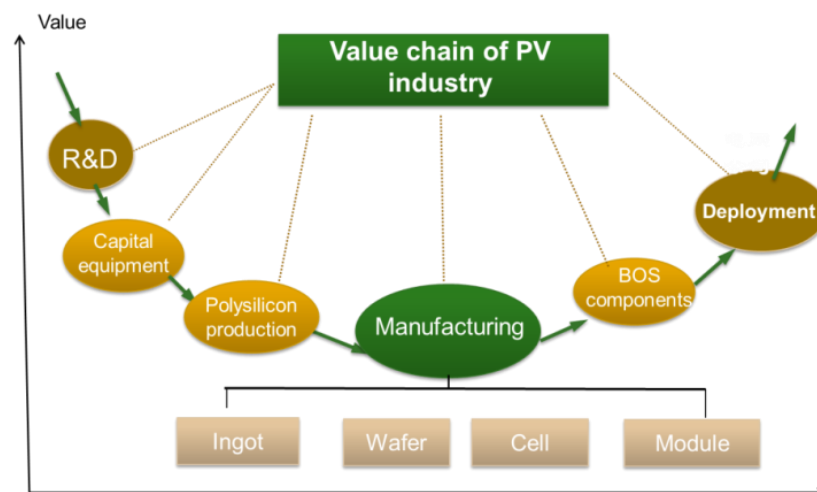 Value
Value chain of PV
industry
R&D
Capital
equipment
Polysilicon
production
Manufacturing
BOS
components
Deployment
Ingot
Wafer
Cell
Module